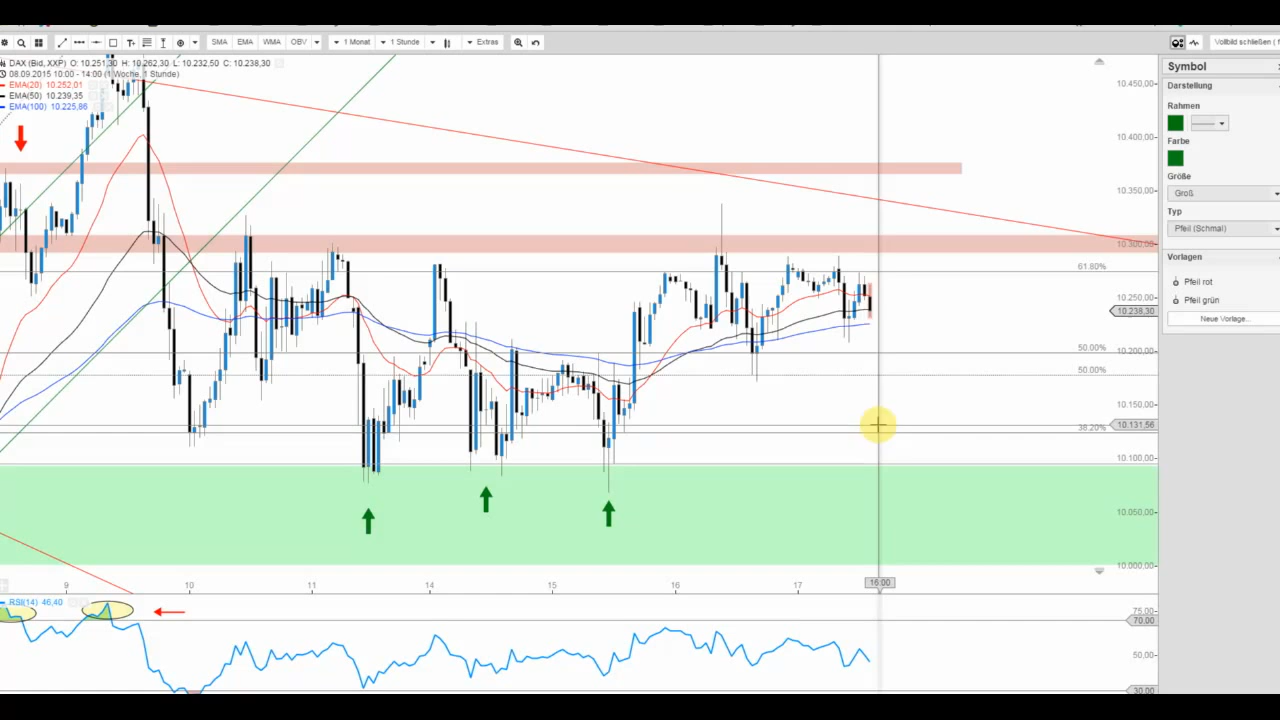 SMA EMA WMA OBV 1 Monat 1 Stunde Extras Vollbild schließen ( f
DAX (Bid, XXP) O: 10.251,30 H: 10.262,30 L: 10.232,50 C: 10.238,30
08.09.2015 10:00 - 14:00 (1 Woche, 1 Stunde)
EMA(20) 10.252,01
EMA(50) 10.239,35
EMA(100) 10.225,86
10.450,00
10.400,00
10.350,00
10.300,00
61.80%
10.250,00
10.238,30
50.00%
10.200,00
50.00%
10.150,00
38.20%
10.131,56
10.100,00
10.050,00
10.000,00
9 10 11 14 15 16 17 16:00
RSI(14) 46,40
75,00
70,00
50,00
30,00
Symbol
Darstellung
Rahmen
Farbe
Größe
Groß
Typ
Pfeil (Schmal)
Vorlagen
Pfeil rot
Pfeil grün
Neue Vorlage...